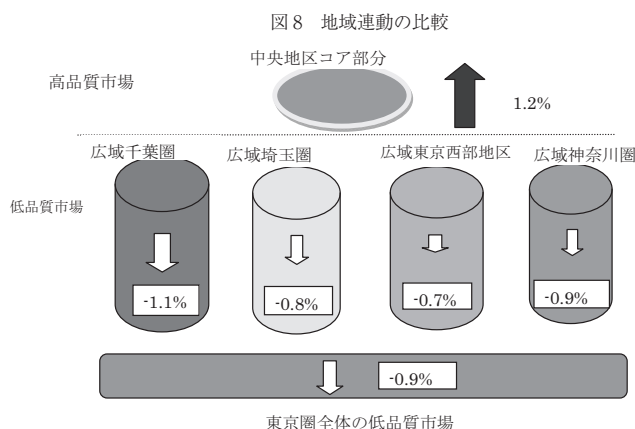 図８　地域連動の比較
中央地区コア部分
高品質市場
1.2%
広域千葉圏
広域埼玉圏
広域東京西部地区
広域神奈川圏
低品質市場
-1.1%
-0.8%
-0.7%
-0.9%
-0.9%
東京圏全体の低品質市場